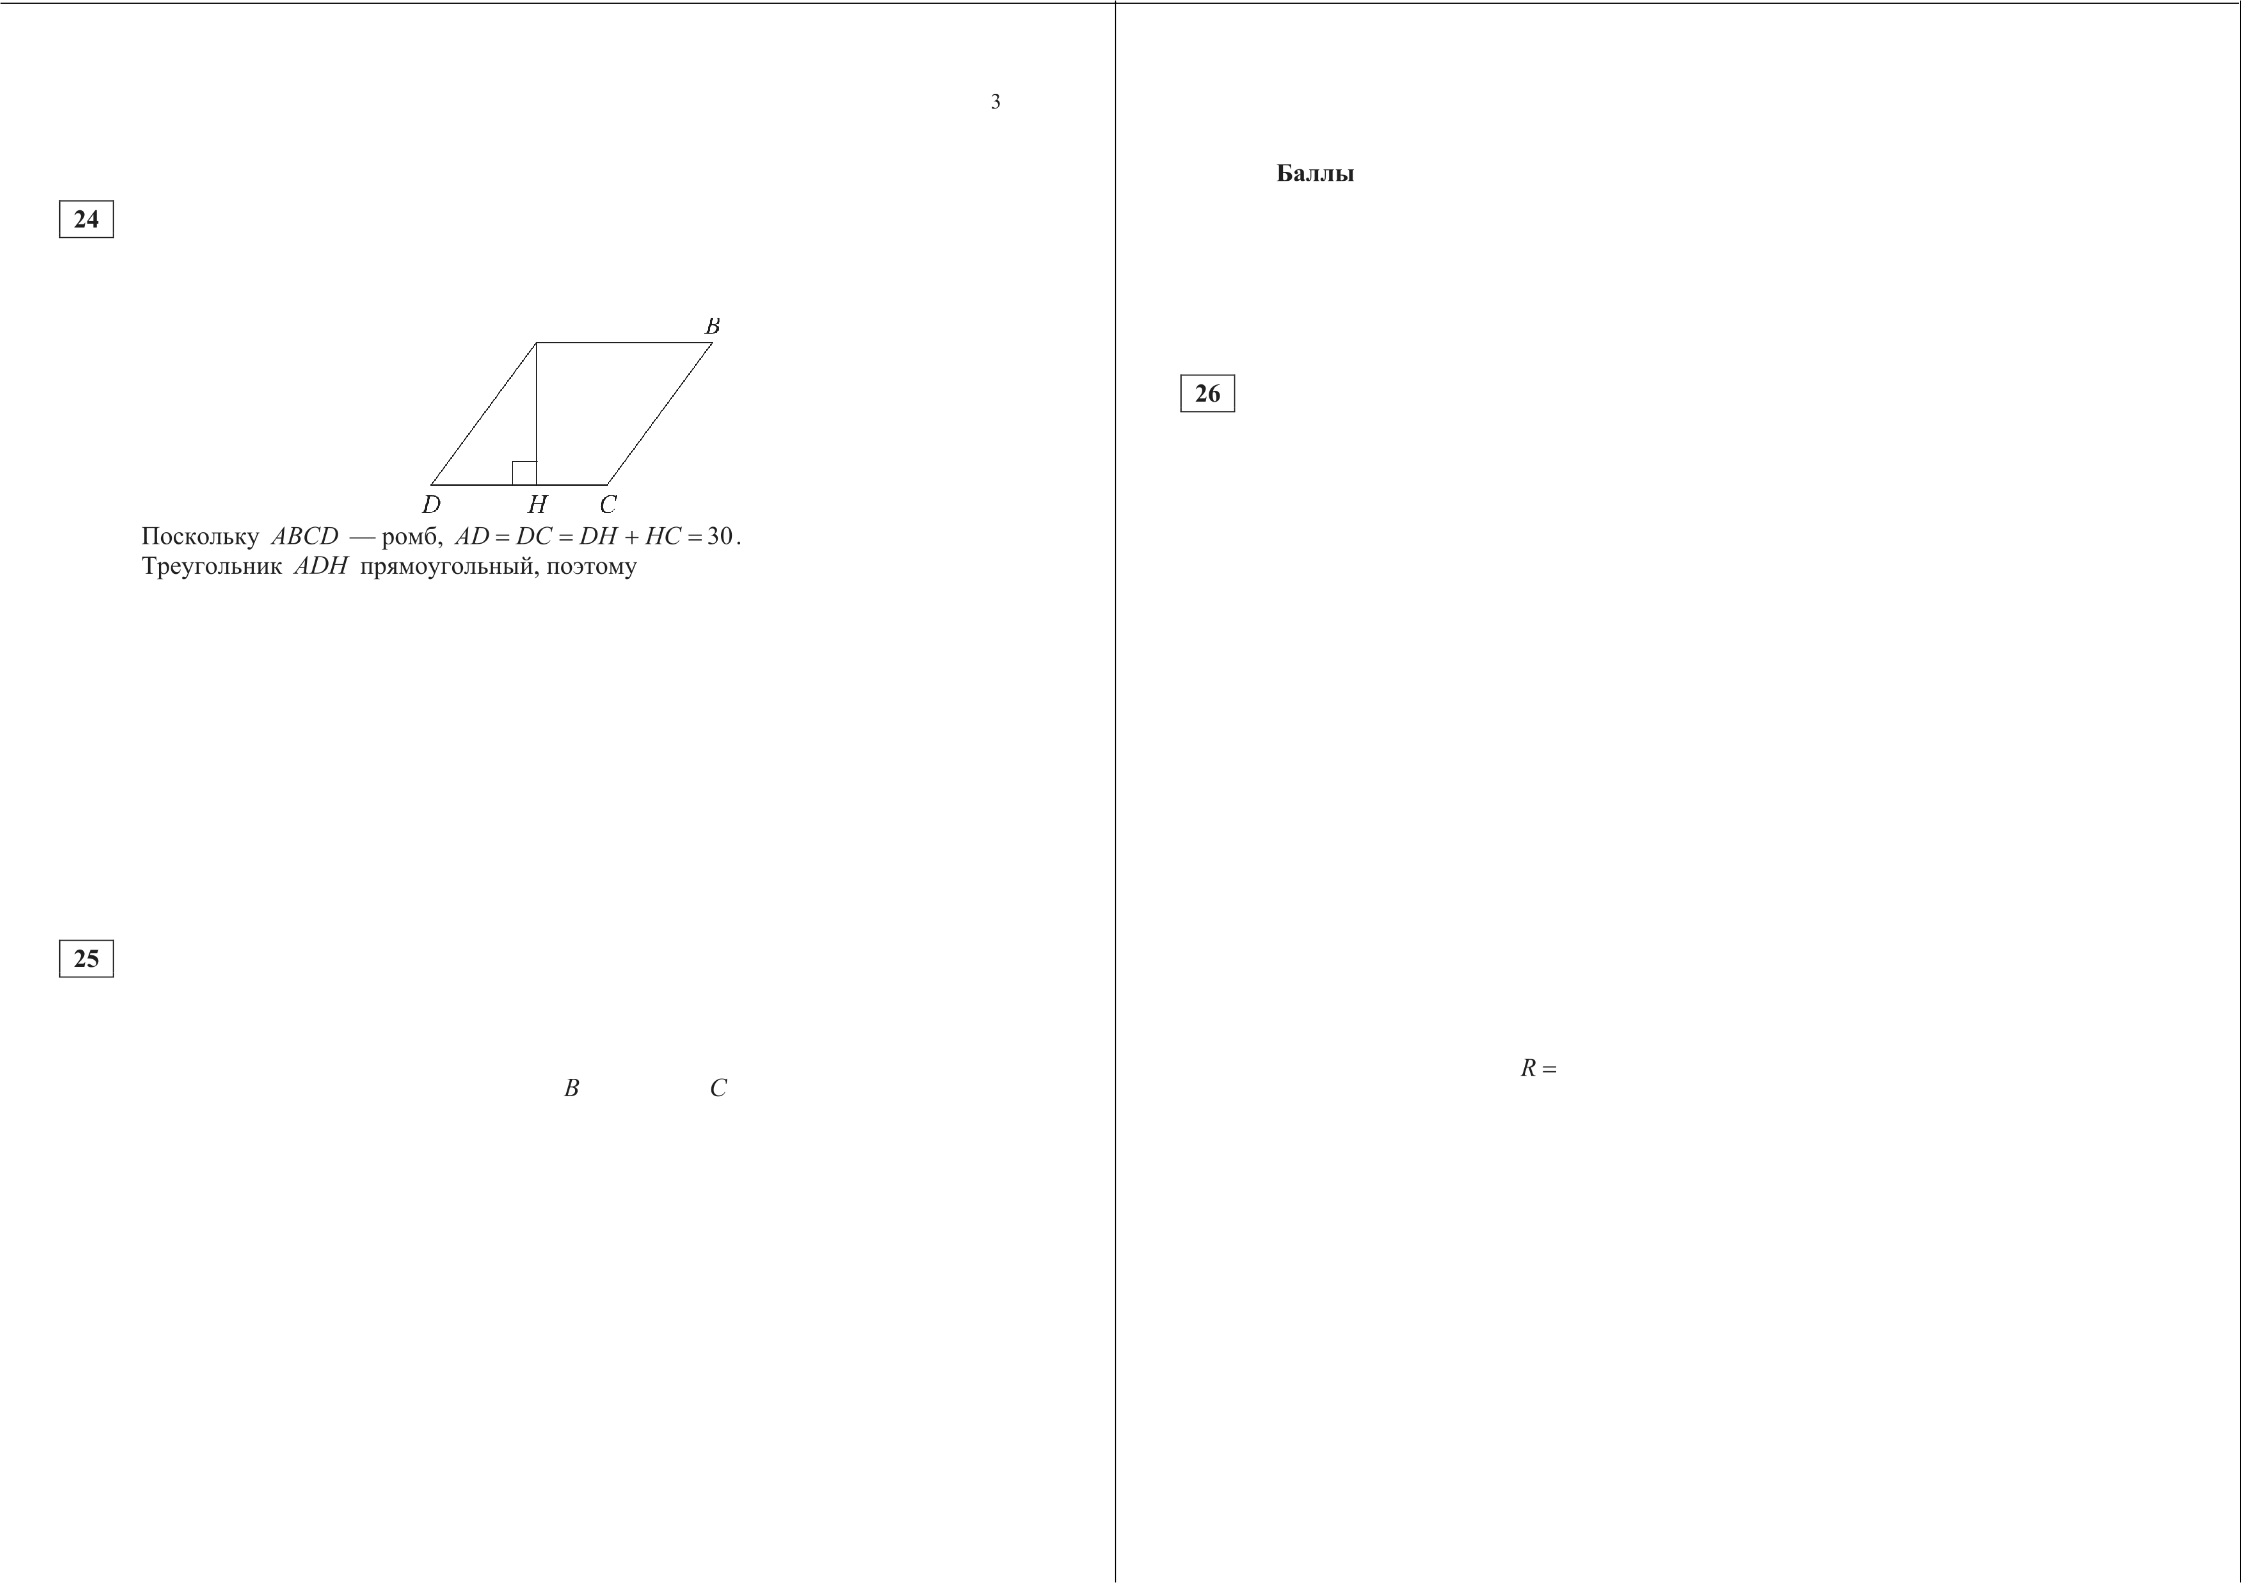 3
24
B
D H C
Поскольку ABCD — ромб, AD = DC = DH + HC = 30.
Треугольник ADH прямоугольный, поэтому
25
B C
Баллы
26
R =